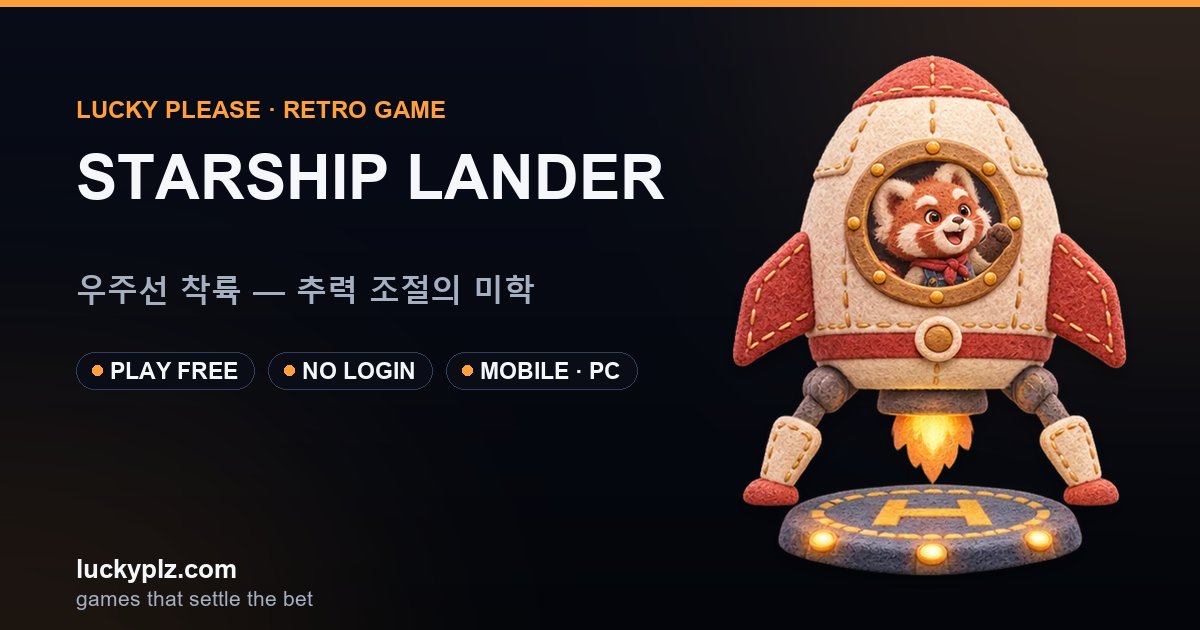 LUCKY PLEASE · RETRO GAME
STARSHIP LANDER
우주선 착륙 — 추력 조절의 미학
PLAY FREE
NO LOGIN
MOBILE · PC
H
luckyplz.com
games that settle the bet